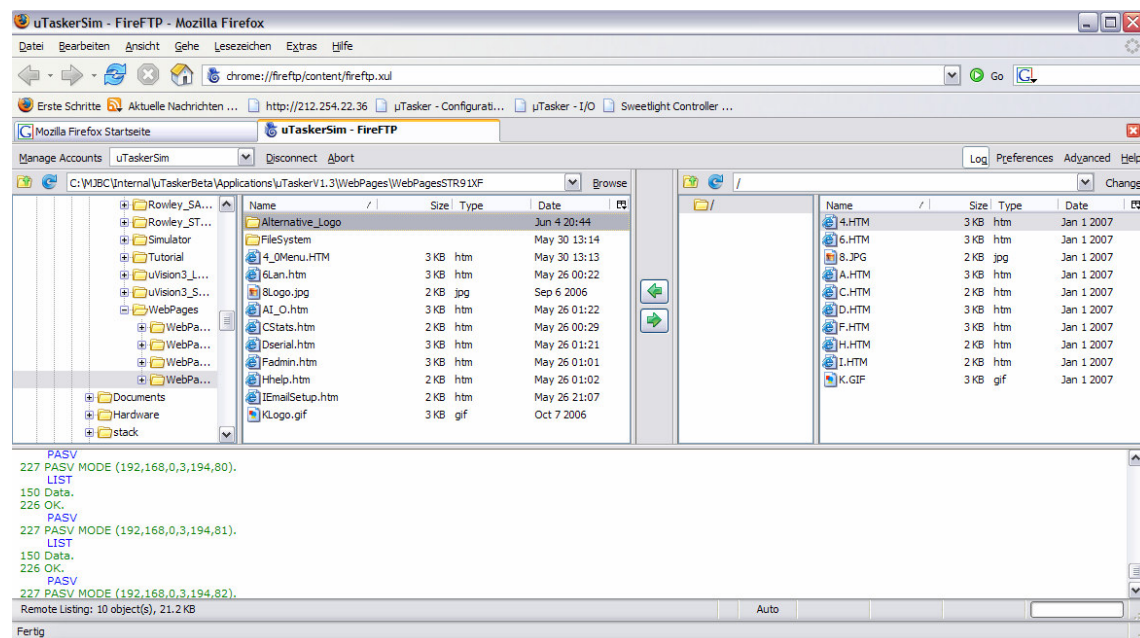 uTaskerSim - FireFTP - Mozilla Firefox
Datei Bearbeiten Ansicht Gehe Lesezeichen Extras Hilfe
chrome://fireftp/content/fireftp.xul Go
Erste Schritte Aktuelle Nachrichten ... http://212.254.22.36 µTasker - Configurati... µTasker - I/O Sweetlight Controller ...
Mozilla Firefox Startseite uTaskerSim - FireFTP
Manage Accounts uTaskerSim Disconnect Abort Log Preferences Advanced Help
C:\MJBC\Internal\uTaskerBeta\Applications\uTaskerV1.3\WebPages\WebPagesSTR91XF Browse / Change
Rowley_SA... Name Size Type Date / Name Size Type Date
Rowley_ST... Alternative_Logo Jun 4 20:44 4.HTM 3 KB htm Jan 1 2007
Simulator FileSystem May 30 13:14 6.HTM 3 KB htm Jan 1 2007
Tutorial 4_0Menu.HTM 3 KB htm May 30 13:13 8.JPG 2 KB jpg Jan 1 2007
uVision3_L... 6Lan.htm 3 KB htm May 26 00:22 A.HTM 3 KB htm Jan 1 2007
uVision3_S... 8Logo.jpg 2 KB jpg Sep 6 2006 C.HTM 2 KB htm Jan 1 2007
WebPages AI_O.htm 3 KB htm May 26 01:22 D.HTM 3 KB htm Jan 1 2007
WebPa... CStats.htm 2 KB htm May 26 00:29 F.HTM 3 KB htm Jan 1 2007
WebPa... Dserial.htm 3 KB htm May 26 01:21 H.HTM 2 KB htm Jan 1 2007
WebPa... Fadmin.htm 3 KB htm May 26 01:01 I.HTM 2 KB htm Jan 1 2007
WebPa... Hhelp.htm 2 KB htm May 26 01:02 K.GIF 3 KB gif Jan 1 2007
Documents IEmailSetup.htm 2 KB htm May 26 21:07
Hardware KLogo.gif 3 KB gif Oct 7 2006
stack
PASV
227 PASV MODE (192,168,0,3,194,80).
LIST
150 Data.
226 OK.
PASV
227 PASV MODE (192,168,0,3,194,81).
LIST
150 Data.
226 OK.
PASV
227 PASV MODE (192,168,0,3,194,82).
Remote Listing: 10 object(s), 21.2 KB Auto
Fertig